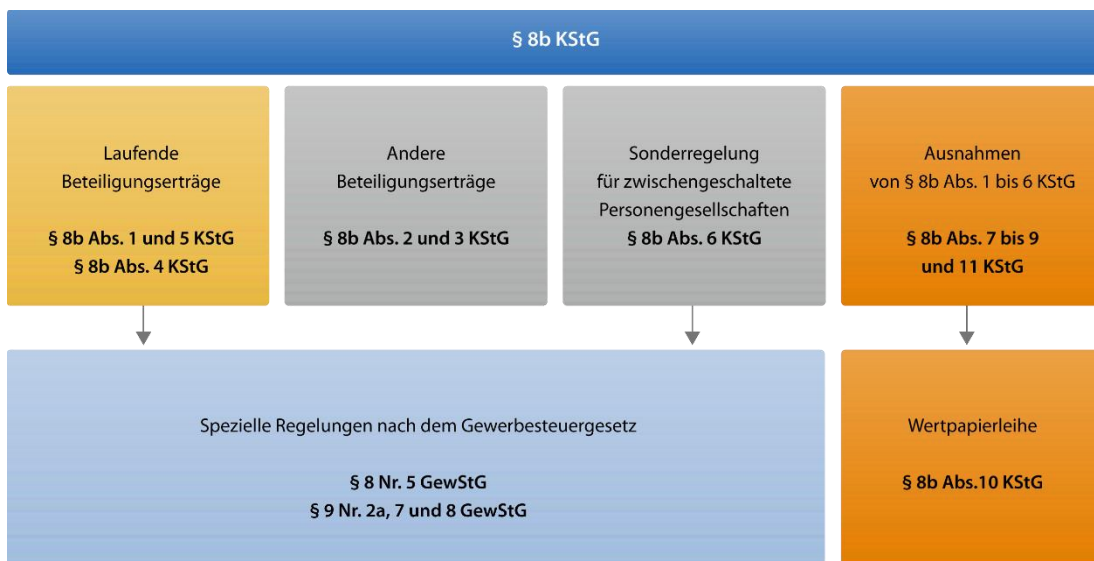 § 8b KStG
Laufende
Beteiligungserträge
§ 8b Abs. 1 und 5 KStG
§ 8b Abs. 4 KStG
Andere
Beteiligungserträge
§ 8b Abs. 2 und 3 KStG
Sonderregelung
für zwischengeschaltete
Personengesellschaften
§ 8b Abs. 6 KStG
Ausnahmen
von § 8b Abs. 1 bis 6 KStG
§ 8b Abs. 7 bis 9
und 11 KStG
Spezielle Regelungen nach dem Gewerbesteuergesetz
§ 8 Nr. 5 GewStG
§ 9 Nr. 2a, 7 und 8 GewStG
Wertpapierleihe
§ 8b Abs.10 KStG